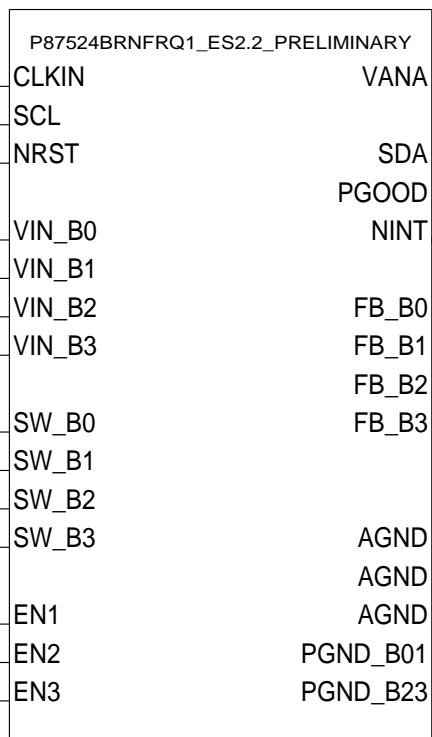 P87524BRNFRQ1_ES2.2_PRELIMINARY
CLKIN VANA
SCL
NRST SDA
PGOOD
VIN_B0 NINT
VIN_B1
VIN_B2 FB_B0
VIN_B3 FB_B1
FB_B2
SW_B0 FB_B3
SW_B1
SW_B2
SW_B3 AGND
AGND
EN1 AGND
EN2 PGND_B01
EN3 PGND_B23